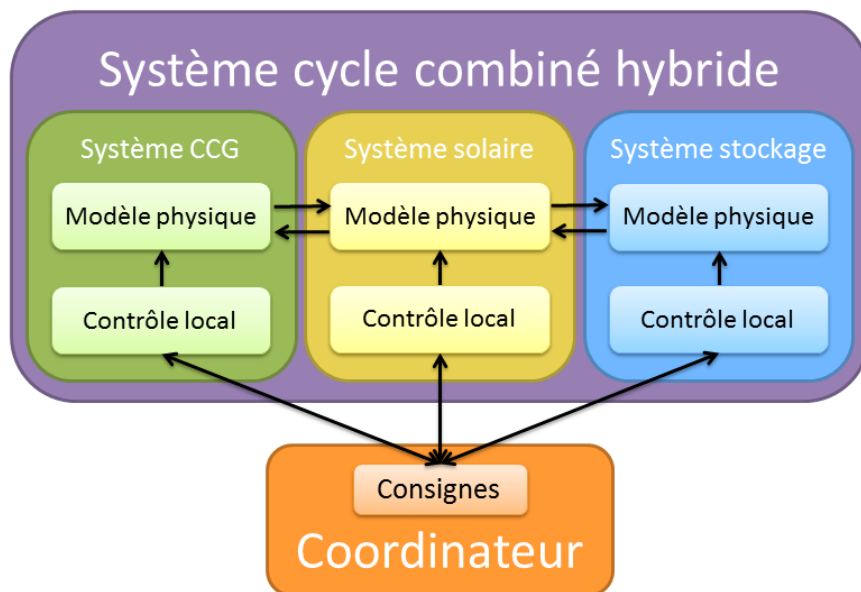 Système cycle combiné hybride
Système CCG
Système solaire
Système stockage
Modèle physique
Modèle physique
Modèle physique
Contrôle local
Contrôle local
Contrôle local
Consignes
Coordinateur